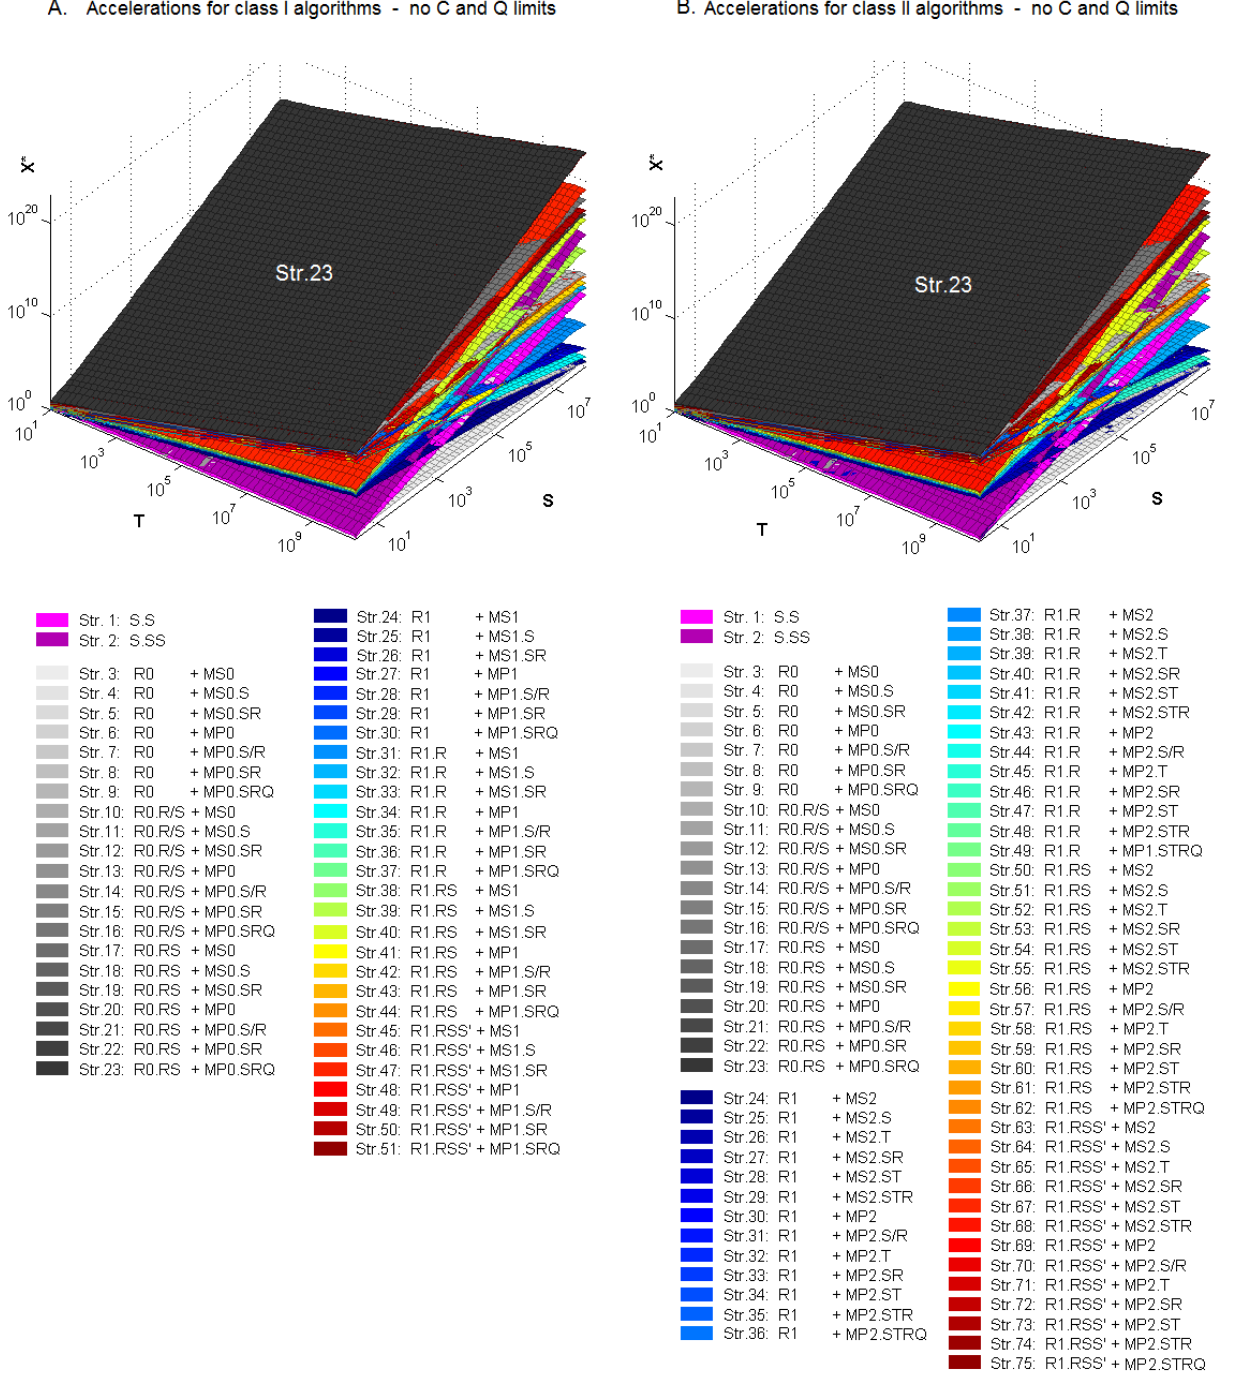 A. Accelerations for class I algorithms - no C and Q limits
X"
10^20
10^10
10^0
10^1
10^3
10^5
10^7
10^9
T
10^1
10^3
10^5
10^7
S
Str.23
Str. 1: S.S
Str. 2: S.SS
Str. 3: R0 + MS0
Str. 4: R0 + MS0.S
Str. 5: R0 + MS0.SR
Str. 6: R0 + MP0
Str. 7: R0 + MP0.S/R
Str. 8: R0 + MP0.SR
Str. 9: R0 + MP0.SRQ
Str.10: R0.R/S + MS0
Str.11: R0.R/S + MS0.S
Str.12: R0.R/S + MS0.SR
Str.13: R0.R/S + MP0
Str.14: R0.R/S + MP0.S/R
Str.15: R0.R/S + MP0.SR
Str.16: R0.R/S + MP0.SRQ
Str.17: R0.RS + MS0
Str.18: R0.RS + MS0.S
Str.19: R0.RS + MS0.SR
Str.20: R0.RS + MP0
Str.21: R0.RS + MP0.S/R
Str.22: R0.RS + MP0.SR
Str.23: R0.RS + MP0.SRQ
Str.24: R1 + MS1
Str.25: R1 + MS1.S
Str.26: R1 + MS1.SR
Str.27: R1 + MP1
Str.28: R1 + MP1.S/R
Str.29: R1 + MP1.SR
Str.30: R1 + MP1.SRQ
Str.31: R1.R + MS1
Str.32: R1.R + MS1.S
Str.33: R1.R + MS1.SR
Str.34: R1.R + MP1
Str.35: R1.R + MP1.S/R
Str.36: R1.R + MP1.SR
Str.37: R1.R + MP1.SRQ
Str.38: R1.RS + MS1
Str.39: R1.RS + MS1.S
Str.40: R1.RS + MS1.SR
Str.41: R1.RS + MP1
Str.42: R1.RS + MP1.S/R
Str.43: R1.RS + MP1.SR
Str.44: R1.RS + MP1.SRQ
Str.45: R1.RSS' + MS1
Str.46: R1.RSS' + MS1.S
Str.47: R1.RSS' + MS1.SR
Str.48: R1.RSS' + MP1
Str.49: R1.RSS' + MP1.S/R
Str.50: R1.RSS' + MP1.SR
Str.51: R1.RSS' + MP1.SRQ
B. Accelerations for class II algorithms - no C and Q limits
X"
10^20
10^10
10^0
10^1
10^3
10^5
10^7
10^9
T
10^1
10^3
10^5
10^7
S
Str.23
Str. 1: S.S
Str. 2: S.SS
Str. 3: R0 + MS0
Str. 4: R0 + MS0.S
Str. 5: R0 + MS0.SR
Str. 6: R0 + MP0
Str. 7: R0 + MP0.S/R
Str. 8: R0 + MP0.SR
Str. 9: R0 + MP0.SRQ
Str.10: R0.R/S + MS0
Str.11: R0.R/S + MS0.S
Str.12: R0.R/S + MS0.SR
Str.13: R0.R/S + MP0
Str.14: R0.R/S + MP0.S/R
Str.15: R0.R/S + MP0.SR
Str.16: R0.R/S + MP0.SRQ
Str.17: R0.RS + MS0
Str.18: R0.RS + MS0.S
Str.19: R0.RS + MS0.SR
Str.20: R0.RS + MP0
Str.21: R0.RS + MP0.S/R
Str.22: R0.RS + MP0.SR
Str.23: R0.RS + MP0.SRQ
Str.24: R1 + MS2
Str.25: R1 + MS2.S
Str.26: R1 + MS2.T
Str.27: R1 + MS2.SR
Str.28: R1 + MS2.ST
Str.29: R1 + MS2.STR
Str.30: R1 + MP2
Str.31: R1 + MP2.S/R
Str.32: R1 + MP2.T
Str.33: R1 + MP2.SR
Str.34: R1 + MP2.ST
Str.35: R1 + MP2.STR
Str.36: R1 + MP2.STRQ
Str.37: R1.R + MS2
Str.38: R1.R + MS2.S
Str.39: R1.R + MS2.T
Str.40: R1.R + MS2.SR
Str.41: R1.R + MS2.ST
Str.42: R1.R + MS2.STR
Str.43: R1.R + MP2
Str.44: R1.R + MP2.S/R
Str.45: R1.R + MP2.T
Str.46: R1.R + MP2.SR
Str.47: R1.R + MP2.ST
Str.48: R1.R + MP2.STR
Str.49: R1.R + MP1.STRQ
Str.50: R1.RS + MS2
Str.51: R1.RS + MS2.S
Str.52: R1.RS + MS2.T
Str.53: R1.RS + MS2.SR
Str.54: R1.RS + MS2.ST
Str.55: R1.RS + MS2.STR
Str.56: R1.RS + MP2
Str.57: R1.RS + MP2.S/R
Str.58: R1.RS + MP2.T
Str.59: R1.RS + MP2.SR
Str.60: R1.RS + MP2.ST
Str.61: R1.RS + MP2.STR
Str.62: R1.RS + MP2.STRQ
Str.63: R1.RSS' + MS2
Str.64: R1.RSS' + MS2.S
Str.65: R1.RSS' + MS2.T
Str.66: R1.RSS' + MS2.SR
Str.67: R1.RSS' + MS2.ST
Str.68: R1.RSS' + MS2.STR
Str.69: R1.RSS' + MP2
Str.70: R1.RSS' + MP2.S/R
Str.71: R1.RSS' + MP2.T
Str.72: R1.RSS' + MP2.SR
Str.73: R1.RSS' + MP2.ST
Str.74: R1.RSS' + MP2.STR
Str.75: R1.RSS' + MP2.STRQ